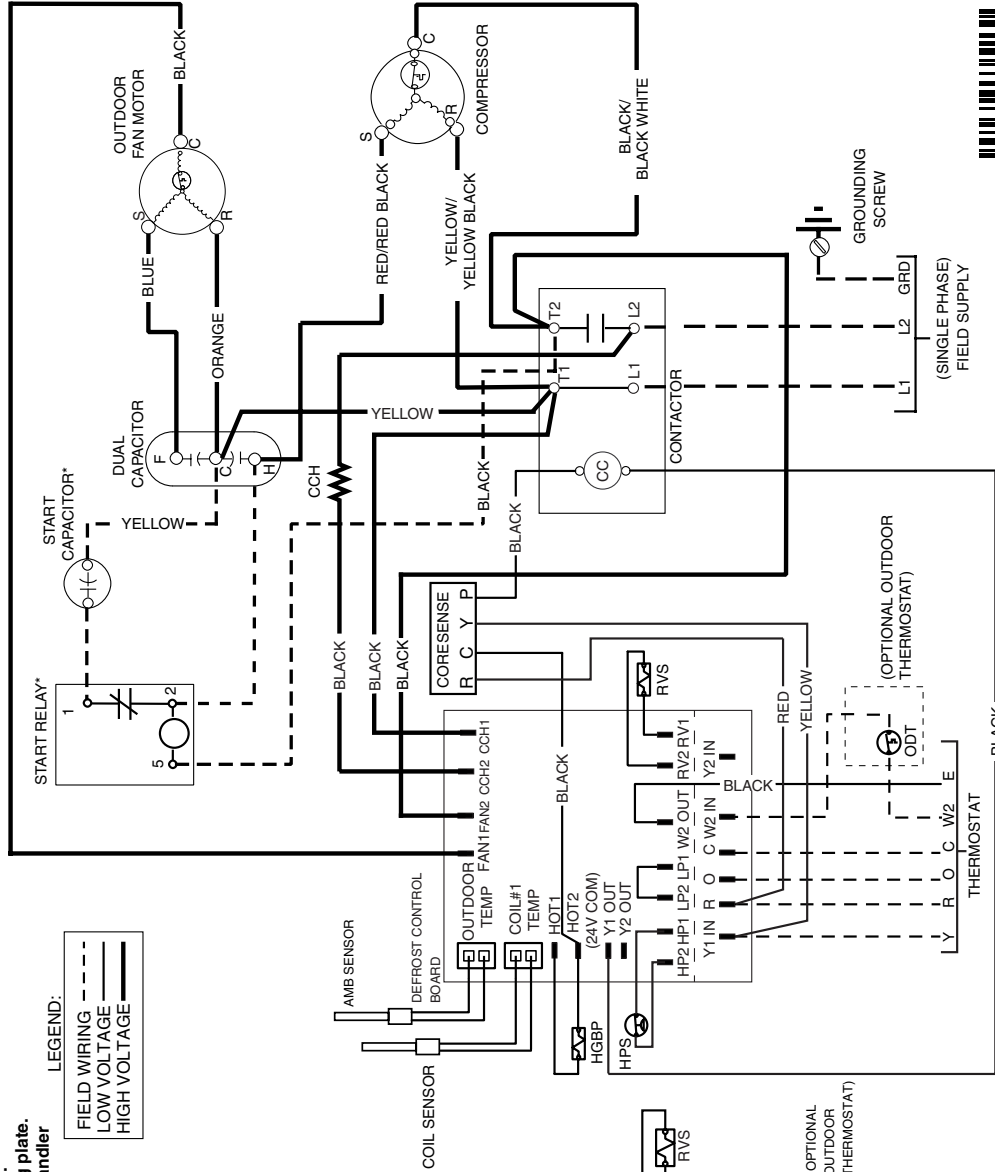 g plate.
andler
LEGEND:
FIELD WIRING
LOW VOLTAGE
HIGH VOLTAGE
START RELAY*
1
2
5
START
CAPACITOR*
YELLOW
DUAL
CAPACITOR
F
C
H
OUTDOOR
FAN MOTOR
S
C
R
BLUE
ORANGE
BLACK
COMPRESSOR
S
C
R
RED/RED BLACK
YELLOW/
YELLOW BLACK
BLACK/
BLACK WHITE
YELLOW
CCH
BLACK
BLACK
BLACK
BLACK
BLACK
T1
T2
L1
L2
CC
CONTACTOR
GROUNDING
SCREW
L1
L2
GRD
(SINGLE PHASE)
FIELD SUPPLY
CORESENSE
R
C
Y
P
AMB SENSOR
DEFROST CONTROL
BOARD
COIL SENSOR
OUTDOOR
TEMP
COIL#1
TEMP
FAN1
FAN2
CCH2
CCH1
HOT1
HOT2
(24V COM)
Y1 OUT
Y2 OUT
HGBP
HPS
HP2
HP1
LP2
LP1
W2 OUT
RV2
RV1
Y1 IN
R
O
C
W2 IN
Y2 IN
RVS
BLACK
BLACK
RED
YELLOW
(OPTIONAL OUTDOOR
THERMOSTAT)
ODT
Y
R
O
C
W2
E
THERMOSTAT
BLACK
RVS
OPTIONAL
OUTDOOR
THERMOSTAT)